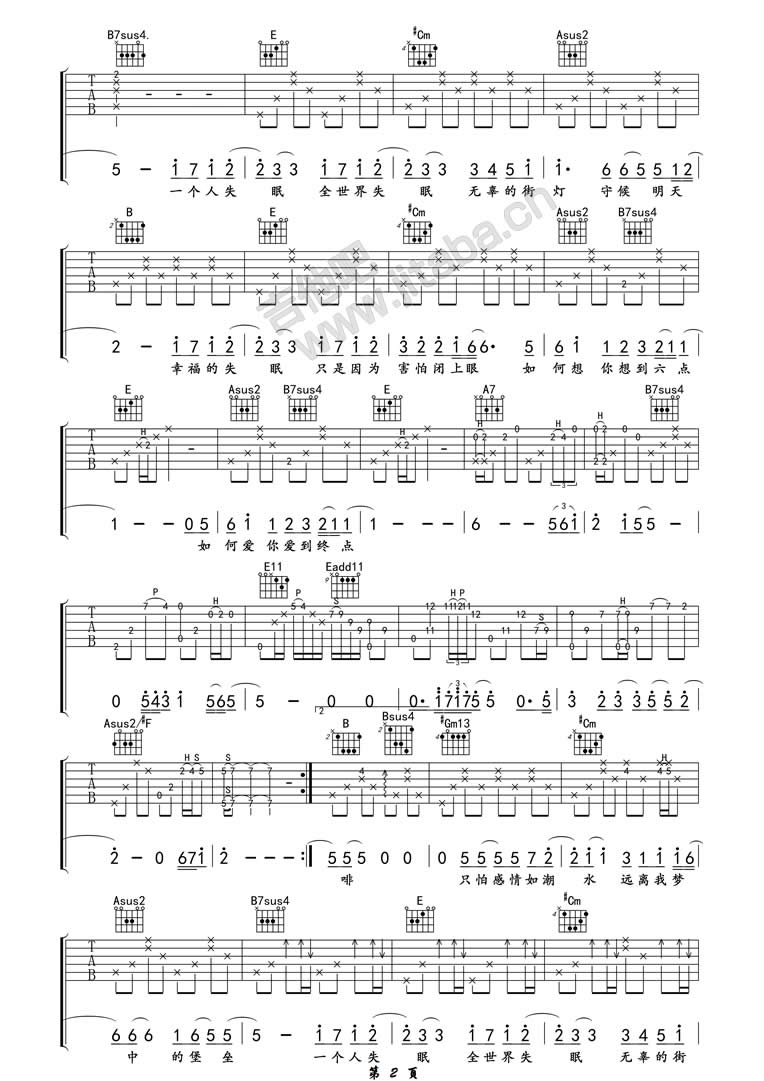 B7sus4. E #Cm Asus2
5 - 1 7 1 2 2 3 3 1 7 1 2 2 3 3 3 4 5 1 1· 6 6 5 5 1 2
一个人失 眠 全世界失 眠 无辜的街 灯 守候 明天
B E #Cm Asus2 B7sus4
2 - 1 7 1 2 2 3 3 1 7 1 2 3 2 2 1 6 6· 5 6 1 1 2 3 2 1 1
幸福的失 眠 只是因为 害怕闭上眼 如何想 你想到六点
E Asus2 B7sus4 E A7 B7sus4
1 - - 0 5 6 1 1 2 3 2 1 1 1 - - 6 - - 5 6 1 2 1 5 5 -
如 何爱 你爱到终 点
E11 Eadd11
0 5 4 3 1 5 6 5 5 - 0 0 0· 1 7 1 7 5 5 0· 5 3 2 3 3 5 5 2
Asus2/#F B Bsus4 #Gm13 #Cm
2 - 0 6 7 1 2 - - 5 5 5 0 0 0 5 5 5 5 7 2 2 1 1 3 1 1 1 6
啡 只怕感情如潮 水 远离我梦
Asus2 B7sus4 E #Cm
6 6 6 1 6 5 5 5 - 1 7 1 2 2 3 3 1 7 1 2 2 3 3 3 4 5 1
中 的堡 垒 一个人失 眠 全世界失 眠 无辜的街
第 2 页
吉他吧
www.jitaba.cn